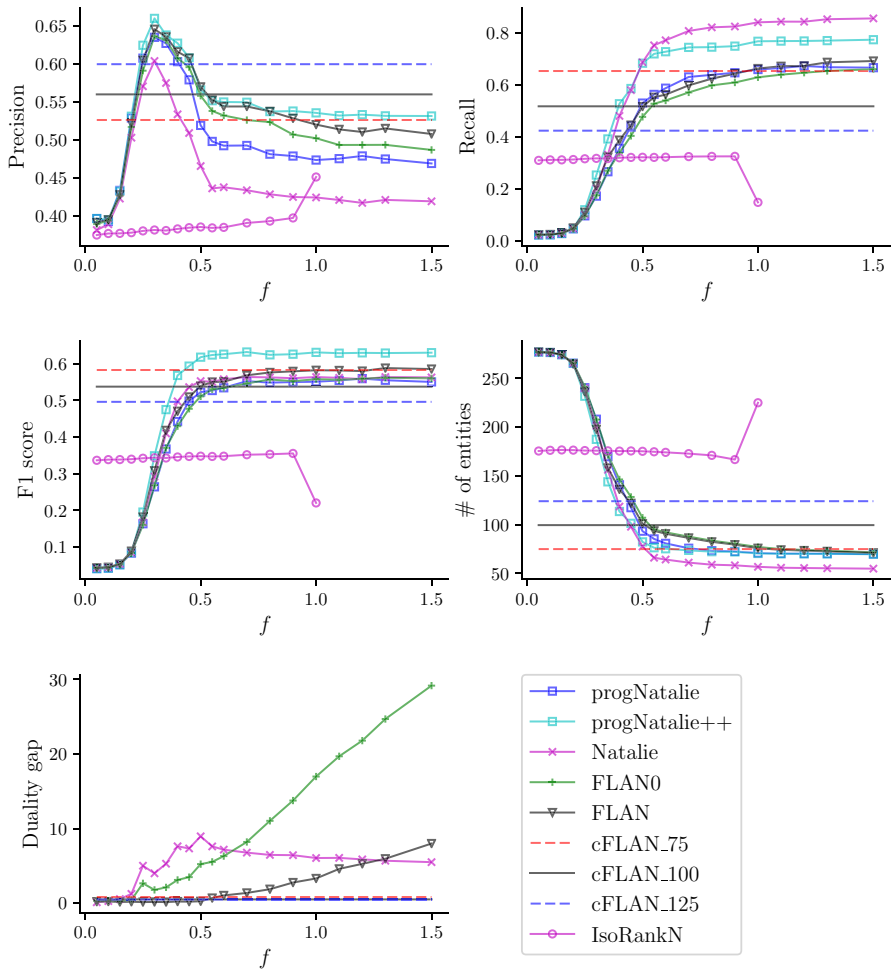 Precision
0.65
0.60
0.55
0.50
0.45
0.40
0.0 0.5 1.0 1.5
f
Recall
0.8
0.6
0.4
0.2
0.0
0.0 0.5 1.0 1.5
f
F1 score
0.6
0.5
0.4
0.3
0.2
0.1
0.0 0.5 1.0 1.5
f
# of entities
250
200
150
100
50
0.0 0.5 1.0 1.5
f
Duality gap
30
20
10
0
0.0 0.5 1.0 1.5
f
progNatalie
progNatalie++
Natalie
FLAN0
FLAN
cFLAN_75
cFLAN_100
cFLAN_125
IsoRankN